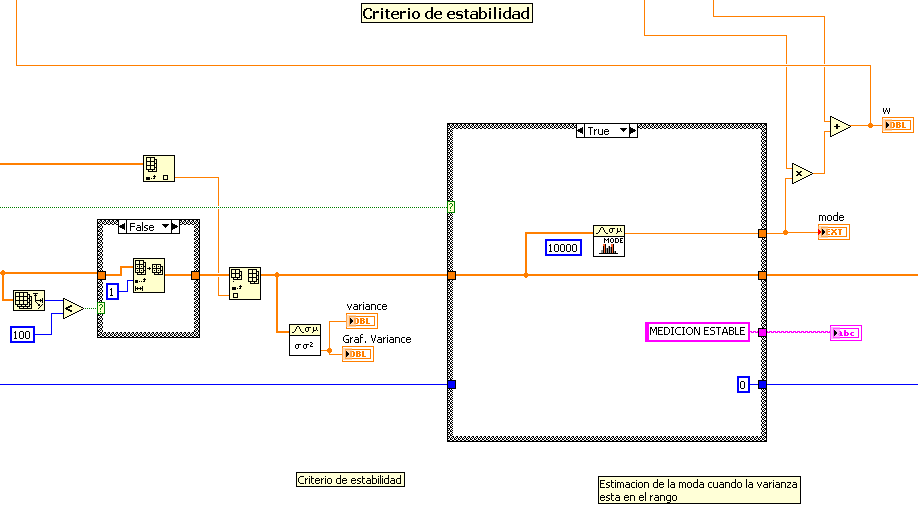 Criterio de estabilidad
True
+
w
DBL
×
False
?
mode
EXT
10000
MODE
1
<
?
100
variance
DBL
Graf. Variance
DBL
σ σ²
MEDICION ESTABLE
abc
0
Criterio de estabilidad
Estimacion de la moda cuando la varianza
esta en el rango